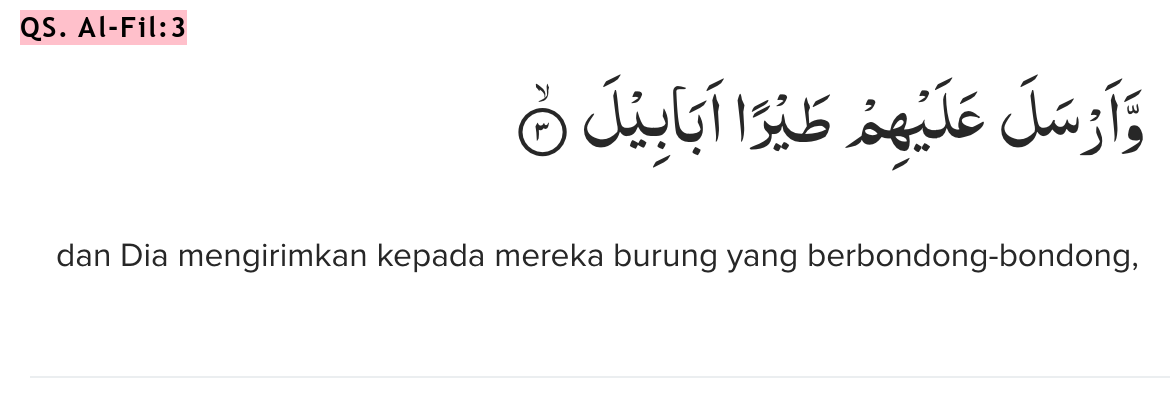 QS. Al-Fil:3
وَّاَرْسَلَ عَلَيْهِمْ طَيْرًا اَبَابِيْلَۙ ٣
dan Dia mengirimkan kepada mereka burung yang berbondong-bondong,